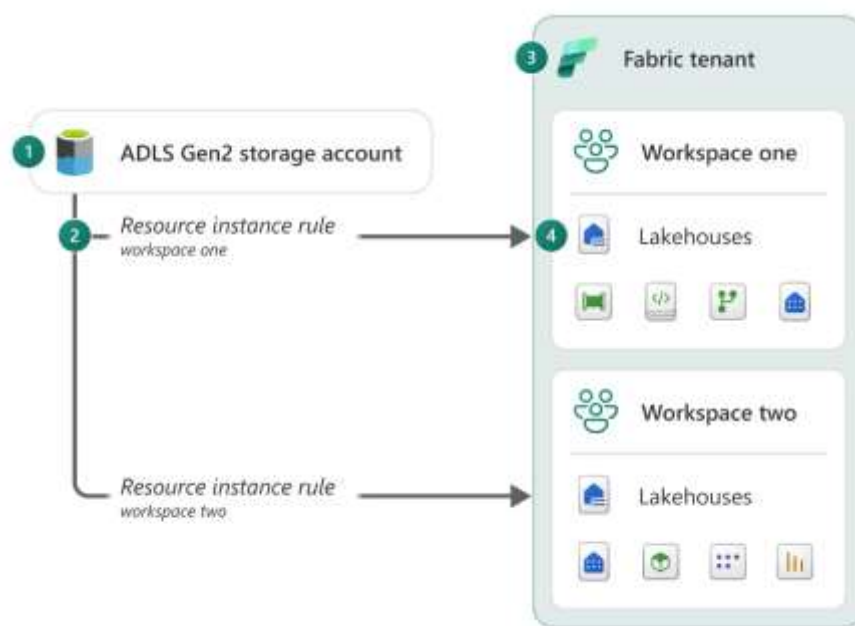 3
Fabric tenant
1
ADLS Gen2 storage account
Workspace one
2
Resource instance rule
workspace one
4
Lakehouses
</>
Workspace two
Resource instance rule
workspace two
Lakehouses